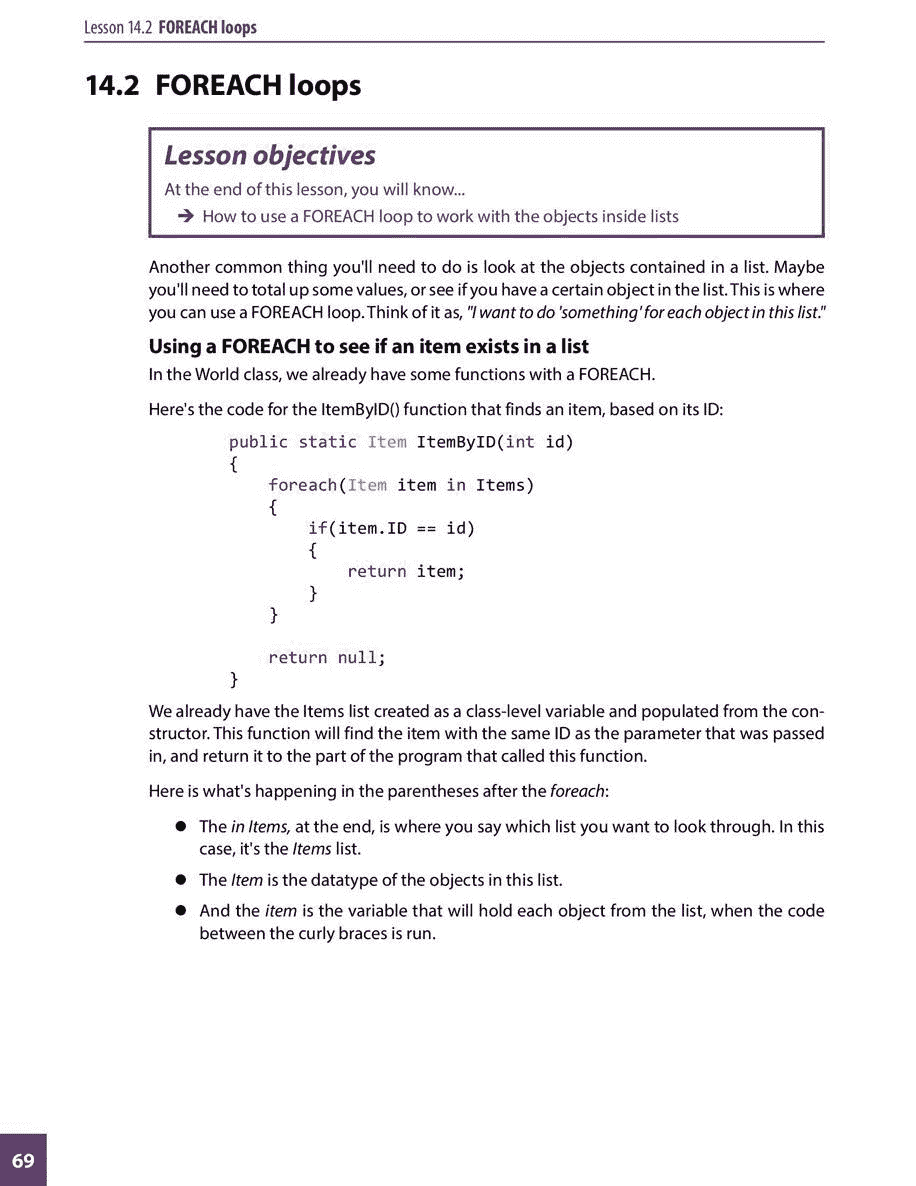 Lesson 14.2 FOREACH loops
14.2 FOREACH loops
Lesson objectives
At the end of this lesson, you will know...
➔ How to use a FOREACH loop to work with the objects inside lists
Another common thing you'll need to do is look at the objects contained in a list. Maybe
you'll need to total up some values, or see if you have a certain object in the list. This is where
you can use a FOREACH loop. Think of it as, "I want to do 'something' for each object in this list."
Using a FOREACH to see if an item exists in a list
In the World class, we already have some functions with a FOREACH.
Here's the code for the ItemByID() function that finds an item, based on its ID:
public static Item ItemByID(int id)
{
foreach(Item item in Items)
{
if(item.ID == id)
{
return item;
}
}
return null;
}
We already have the Items list created as a class-level variable and populated from the con-
structor. This function will find the item with the same ID as the parameter that was passed
in, and return it to the part of the program that called this function.
Here is what's happening in the parentheses after the foreach:
● The in Items, at the end, is where you say which list you want to look through. In this
case, it's the Items list.
● The Item is the datatype of the objects in this list.
● And the item is the variable that will hold each object from the list, when the code
between the curly braces is run.
69